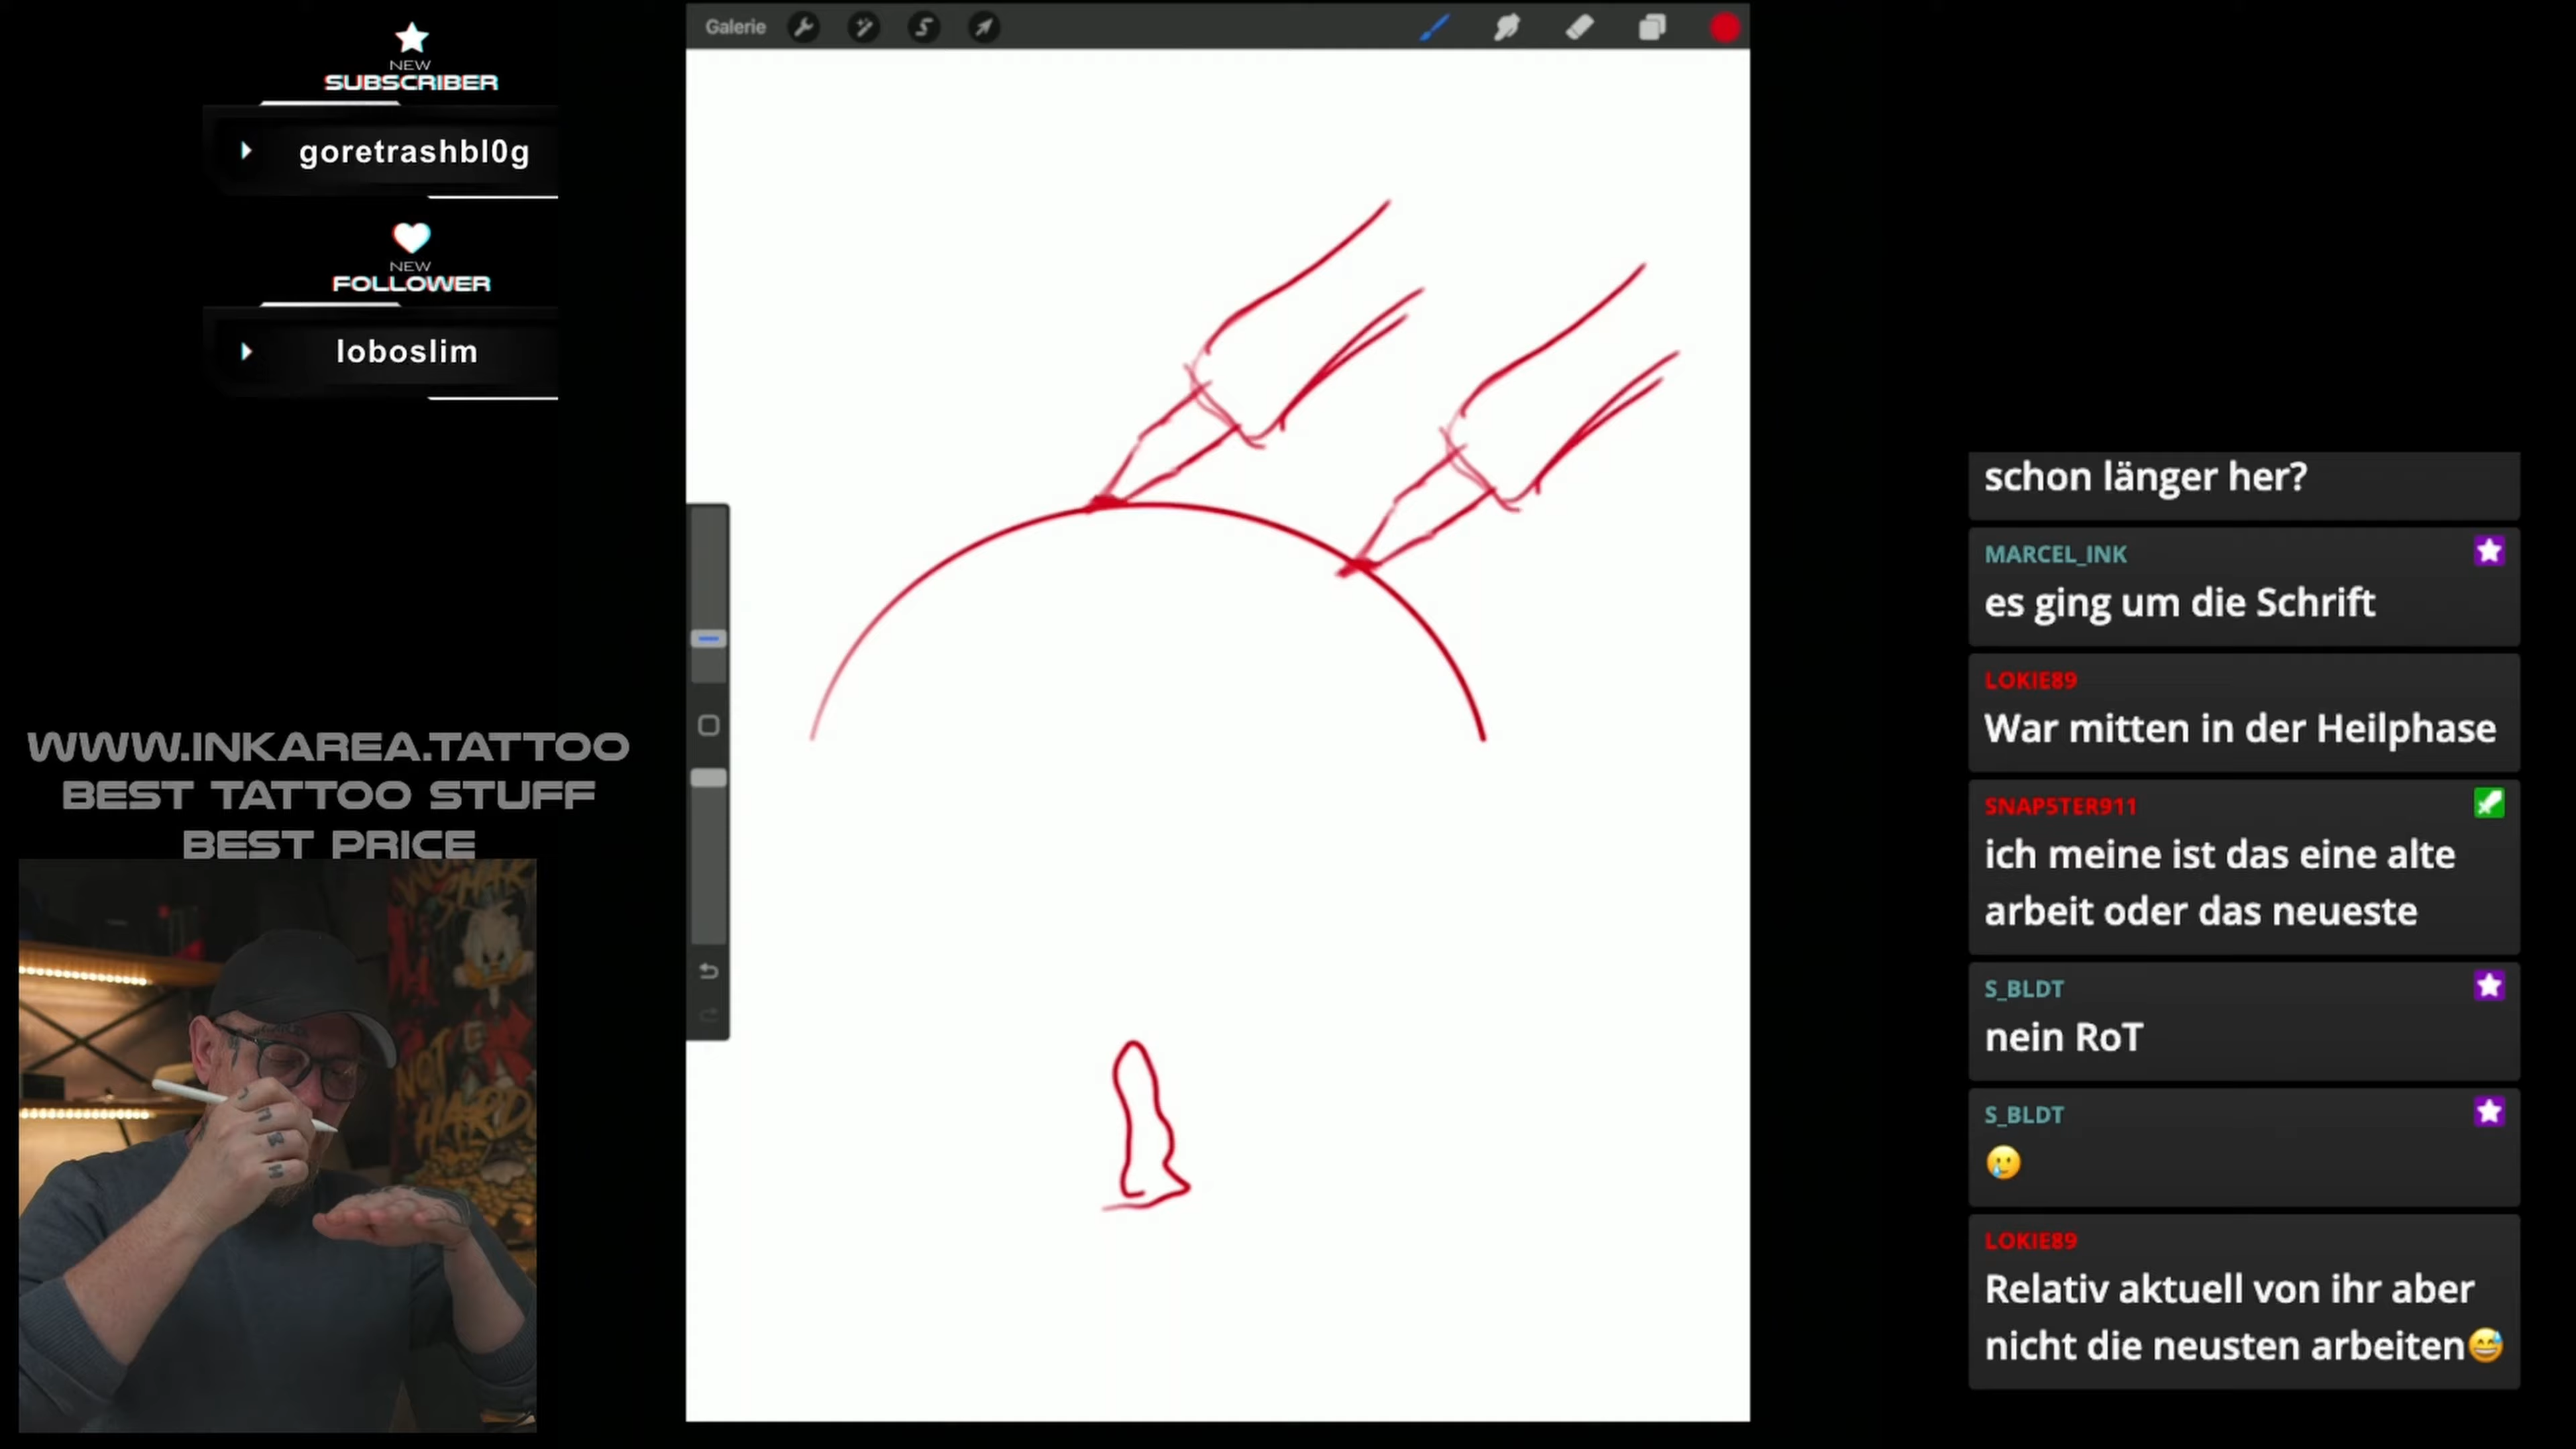 NEW
SUBSCRIBER
goretrashbl0g
NEW
FOLLOWER
loboslim
WWW.INKAREA.TATTOO
BEST TATTOO STUFF
BEST PRICE
Galerie
schon länger her?
MARCEL_INK
es ging um die Schrift
LOKIE89
War mitten in der Heilphase
SNAP5TER911
ich meine ist das eine alte
arbeit oder das neueste
S_BLDT
nein RoT
S_BLDT
🥲
LOKIE89
Relativ aktuell von ihr aber
nicht die neusten arbeiten😅